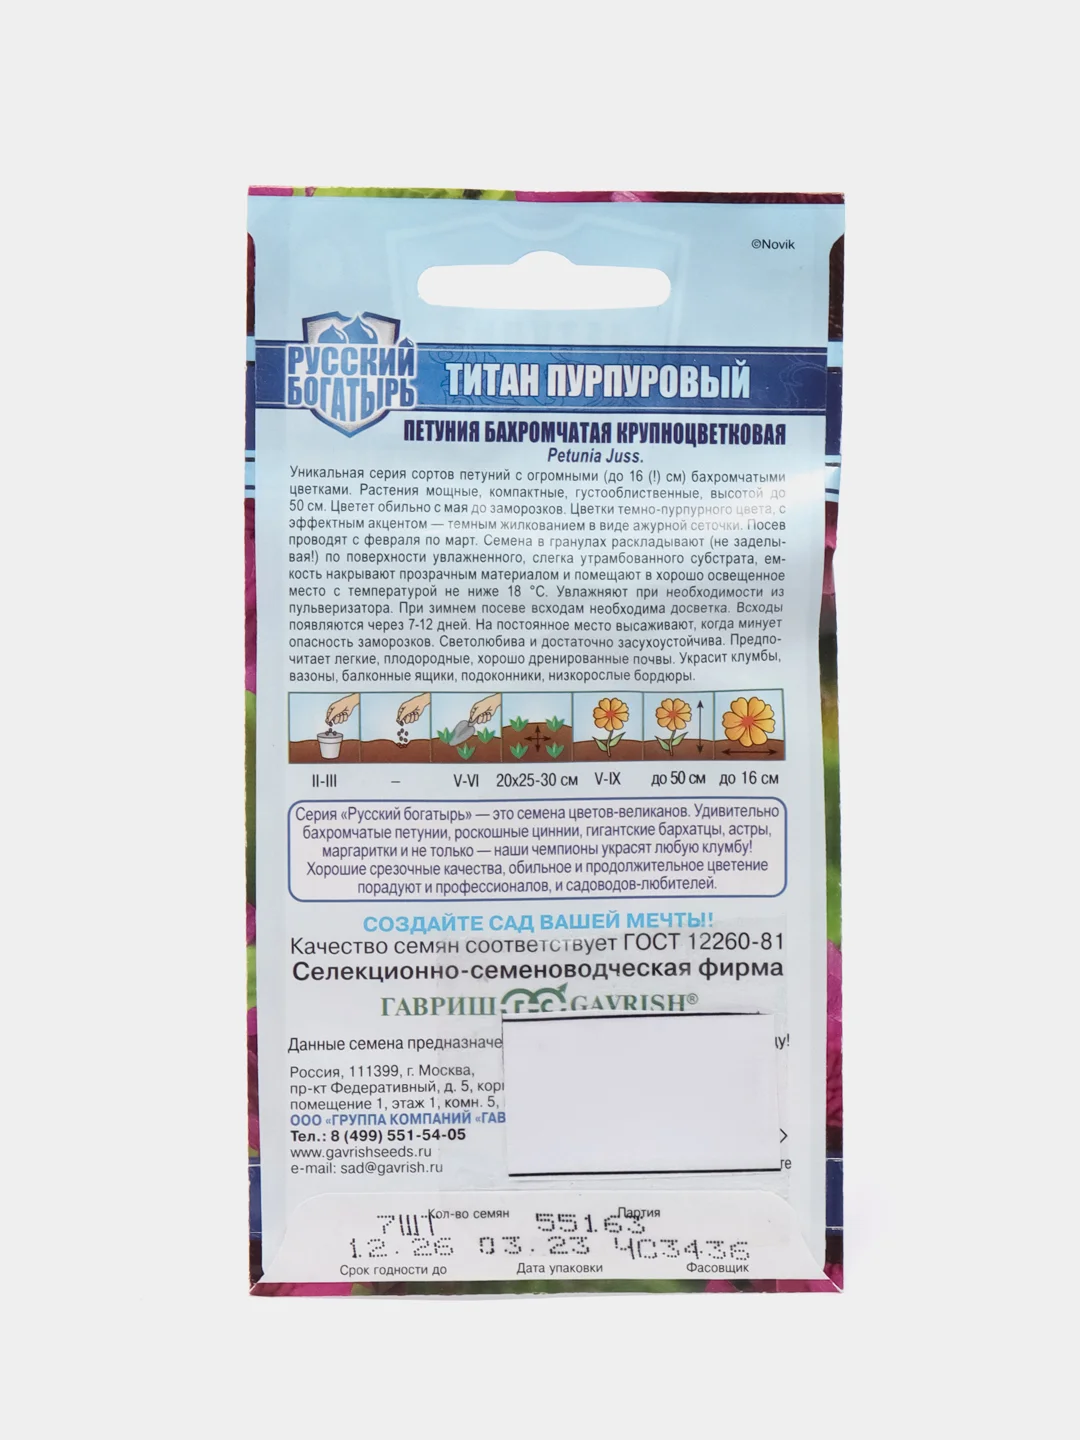 ©Novik
РУССКИЙ
БОГАТЫРЬ
ТИТАН ПУРПУРОВЫЙ
ПЕТУНИЯ БАХРОМЧАТАЯ КРУПНОЦВЕТКОВАЯ
Petunia Juss.
Уникальная серия сортов петуний с огромными (до 16 (!) см) бахромчатыми
цветками. Растения мощные, компактные, густооблиственные, высотой до
50 см. Цветет обильно с мая до заморозков. Цветки темно-пурпурного цвета, с
эффектным акцентом — темным жилкованием в виде ажурной сеточки. Посев
проводят с февраля по март. Семена в гранулах раскладывают (не заделы-
вая!) по поверхности увлажненного, слегка утрамбованного субстрата, ем-
кость накрывают прозрачным материалом и помещают в хорошо освещенное
место с температурой не ниже 18 °С. Увлажняют при необходимости из
пульверизатора. При зимнем посеве всходам необходима досветка. Всходы
появляются через 7-12 дней. На постоянное место высаживают, когда минует
опасность заморозков. Светолюбива и достаточно засухоустойчива. Предпо-
читает легкие, плодородные, хорошо дренированные почвы. Украсит клумбы,
вазоны, балконные ящики, подоконники, низкорослые бордюры.
II-III – V-VI 20х25-30 см V-IX до 50 см до 16 см
Серия «Русский богатырь» — это семена цветов-великанов. Удивительно
бахромчатые петунии, роскошные циннии, гигантские бархатцы, астры,
маргаритки и не только — наши чемпионы украсят любую клумбу!
Хорошие срезочные качества, обильное и продолжительное цветение
порадуют и профессионалов, и садоводов-любителей.
СОЗДАЙТЕ САД ВАШЕЙ МЕЧТЫ!
Качество семян соответствует ГОСТ 12260-81
Селекционно-семеноводческая фирма
ГАВРИШ Г-С GAVRISH®
Данные семена предназначе ду!
Россия, 111399, г. Москва,
пр-кт Федеративный, д. 5, кор
помещение 1, этаж 1, комн. 5,
ООО «ГРУППА КОМПАНИЙ «ГАВ
Тел.: 8 (499) 551-54-05
www.gavrishseeds.ru
e-mail: sad@gavrish.ru те
Кол-во семян Партия
7ШТ 55163
12.26 03.23 ЧС3436
Срок годности до Дата упаковки Фасовщик